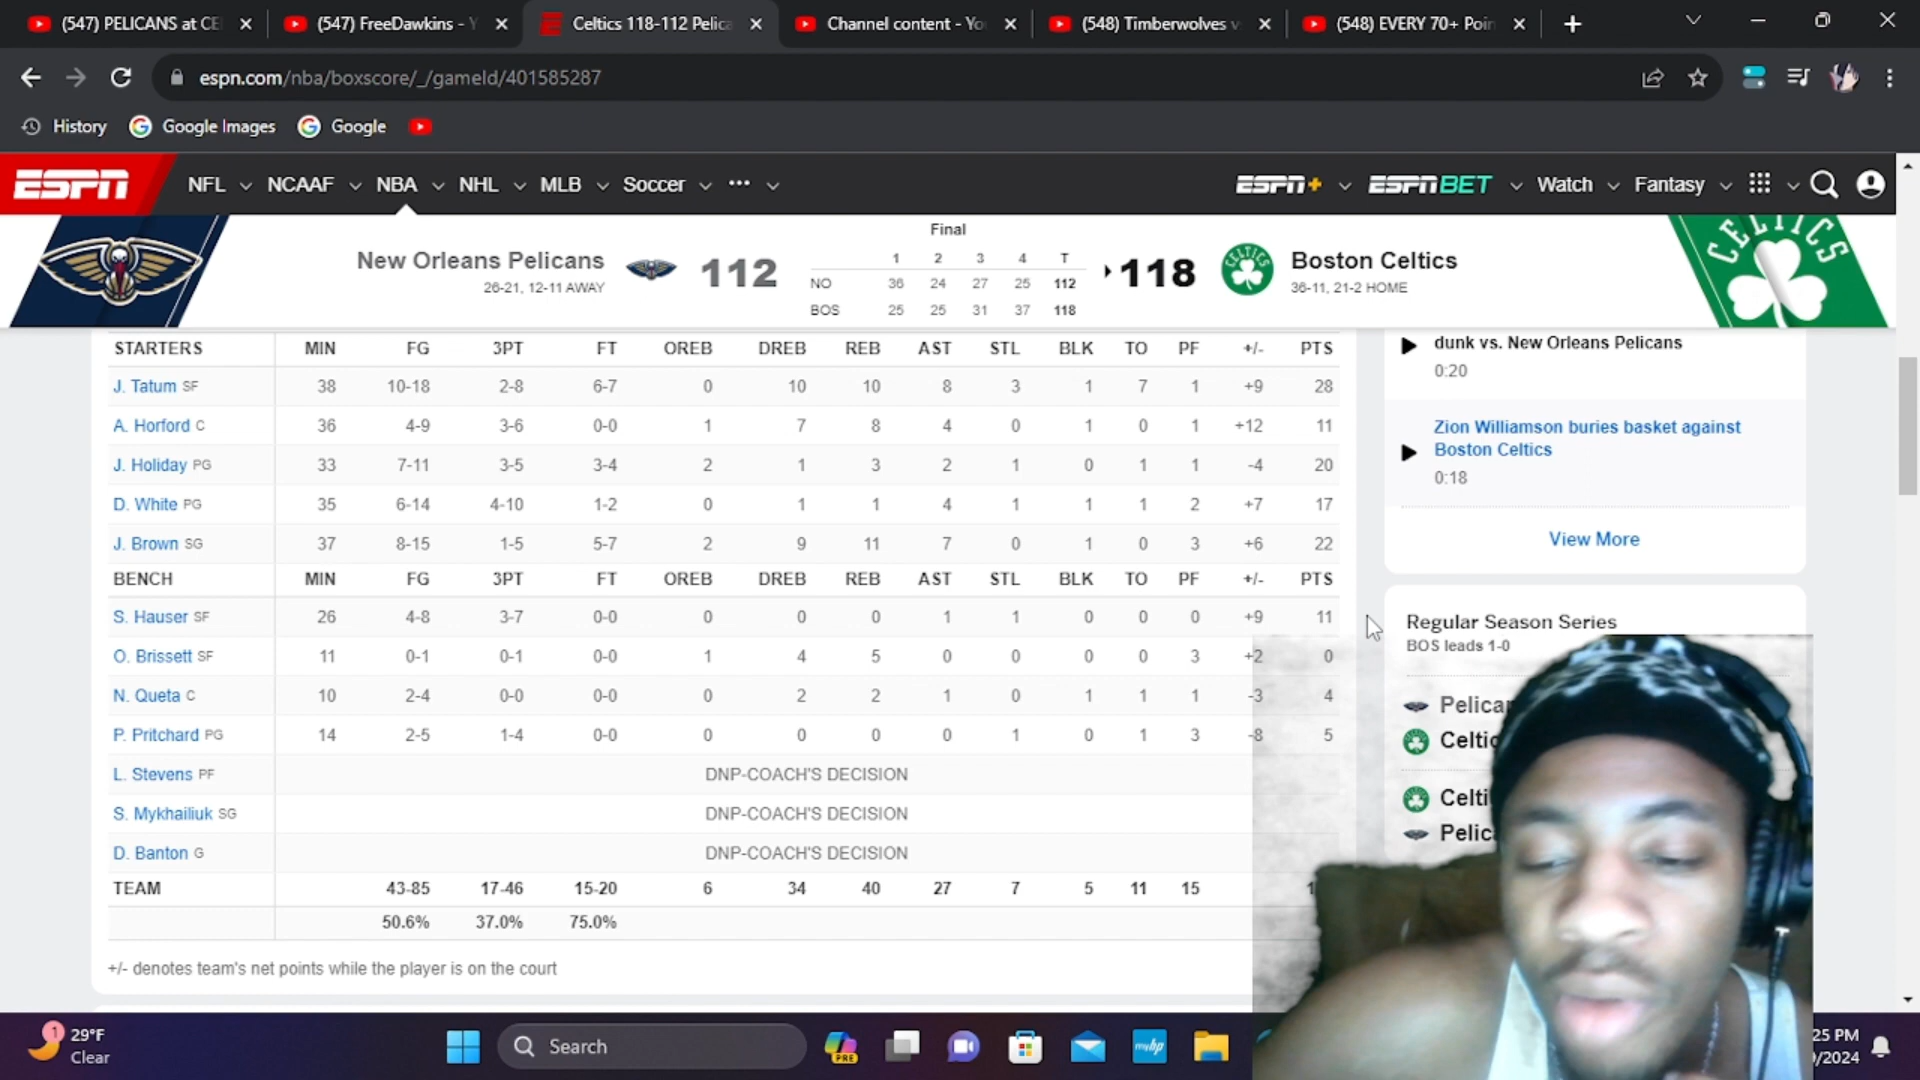 (547) PELICANS at CE
(547) FreeDawkins - Y
Celtics 118-112 Pelica
Channel content - Yo
(548) Timberwolves v
(548) EVERY 70+ Poin
espn.com/nba/boxscore/_/gameId/401585287
History Google Images Google
ESPN NFL NCAAF NBA NHL MLB Soccer ••• ESPN+ ESPN BET Watch Fantasy
Final
New Orleans Pelicans 112
26-21, 12-11 AWAY
1 2 3 4 T
NO 36 24 27 25 112
BOS 25 25 31 37 118
118 Boston Celtics
36-11, 21-2 HOME
CELTICS
CELTICS
STARTERS MIN FG 3PT FT OREB DREB REB AST STL BLK TO PF +/- PTS
J. Tatum SF 38 10-18 2-8 6-7 0 10 10 8 3 1 7 1 +9 28
A. Horford C 36 4-9 3-6 0-0 1 7 8 4 0 1 0 1 +12 11
J. Holiday PG 33 7-11 3-5 3-4 2 1 3 2 1 0 1 1 -4 20
D. White PG 35 6-14 4-10 1-2 0 1 1 4 1 1 1 2 +7 17
J. Brown SG 37 8-15 1-5 5-7 2 9 11 7 0 1 0 3 +6 22
BENCH MIN FG 3PT FT OREB DREB REB AST STL BLK TO PF +/- PTS
S. Hauser SF 26 4-8 3-7 0-0 0 0 0 1 1 0 0 0 +9 11
O. Brissett SF 11 0-1 0-1 0-0 1 4 5 0 0 0 0 3 +2 0
N. Queta C 10 2-4 0-0 0-0 0 2 2 1 0 1 1 1 -3 4
P. Pritchard PG 14 2-5 1-4 0-0 0 0 0 0 1 0 1 3 -8 5
L. Stevens PF DNP-COACH'S DECISION
S. Mykhailiuk SG DNP-COACH'S DECISION
D. Banton G DNP-COACH'S DECISION
TEAM 43-85 17-46 15-20 6 34 40 27 7 5 11 15
50.6% 37.0% 75.0%
+/- denotes team's net points while the player is on the court
dunk vs. New Orleans Pelicans
0:20
Zion Williamson buries basket against
Boston Celtics
0:18
View More
Regular Season Series
BOS leads 1-0
Pelica
Celtic
Celti
Pelic
1
29°F
Clear
Search
PRE
myhp
25 PM
/2024